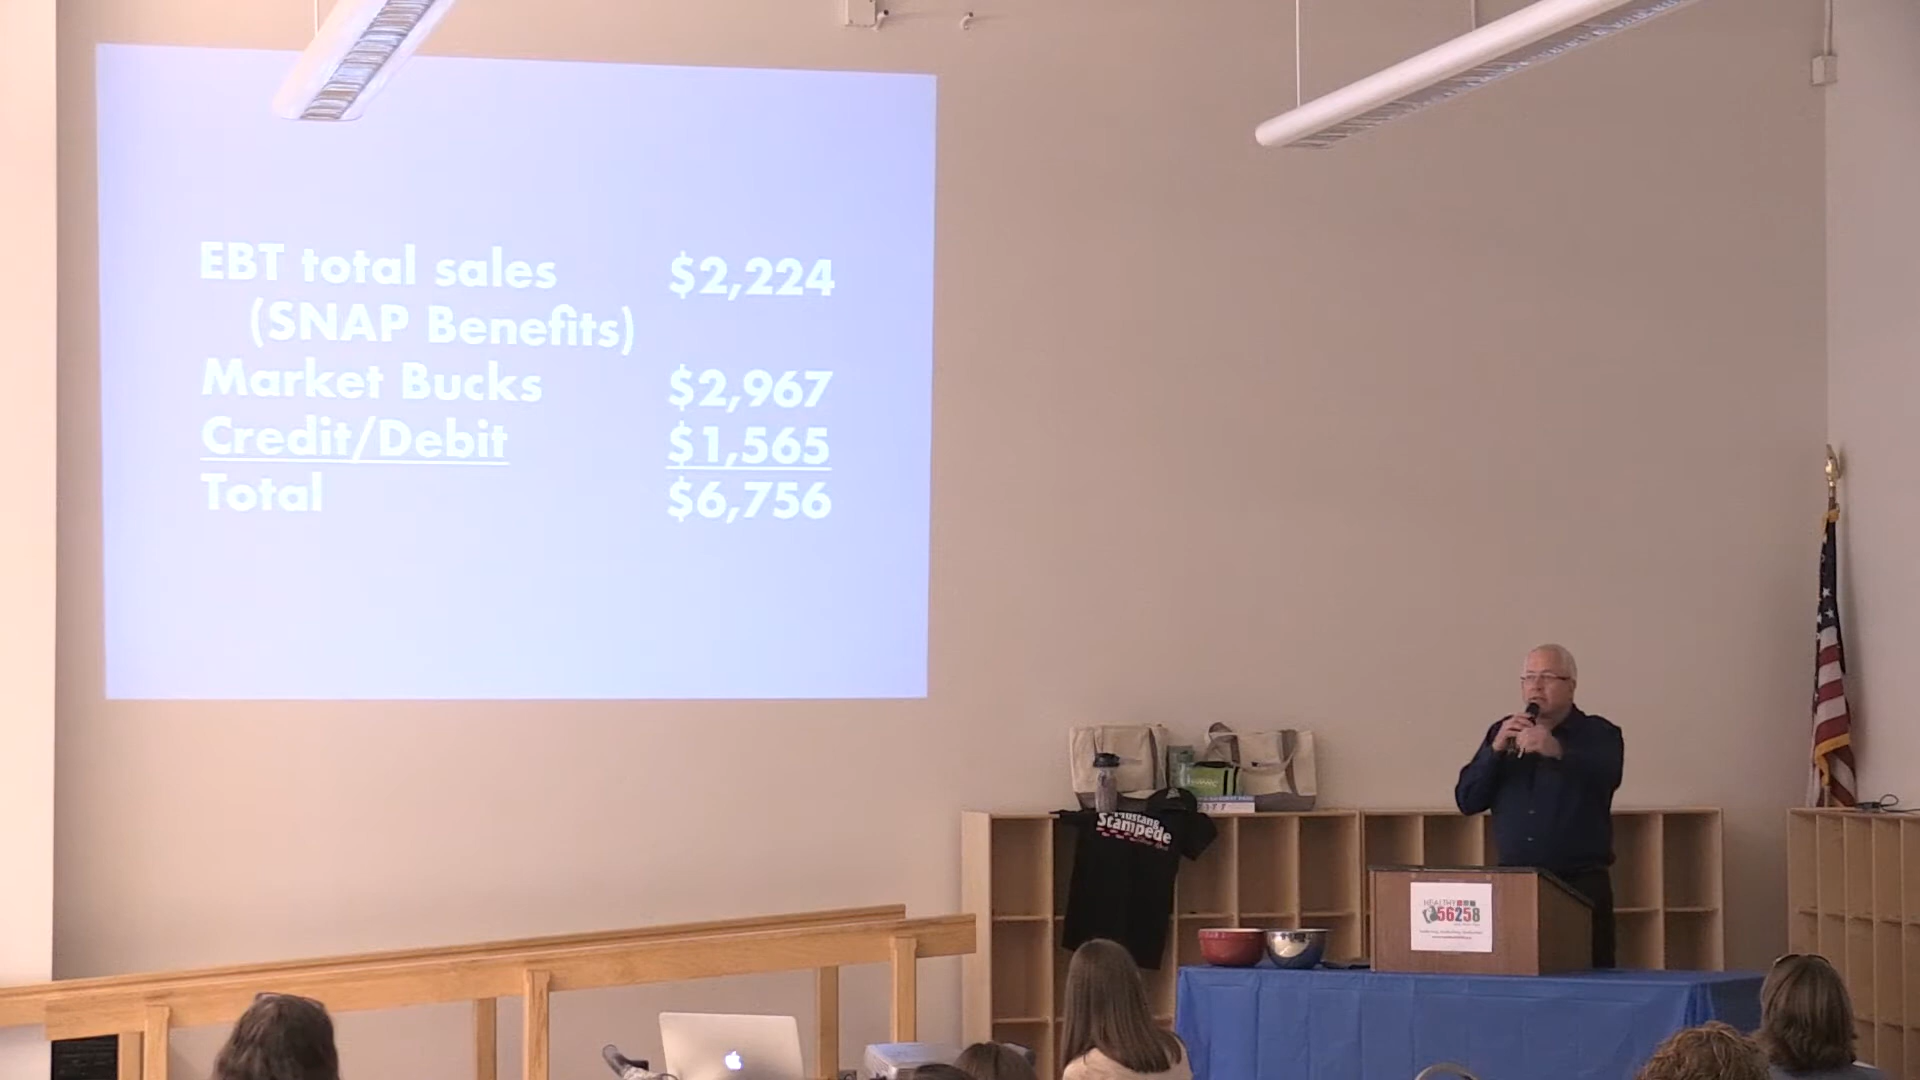 EBT total sales $2,224
(SNAP Benefits)
Market Bucks $2,967
Credit/Debit $1,565
Total $6,756
Mustang
Stampede
HEALTHY
56258